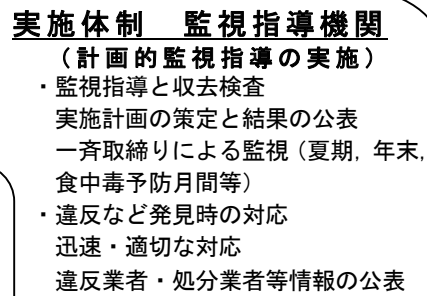 実施体制　監視指導機関
（計画的監視指導の実施）
・監視指導と収去検査
実施計画の策定と結果の公表
一斉取締りによる監視（夏期，年末，
食中毒予防月間等）
・違反など発見時の対応
迅速・適切な対応
違反業者・処分業者等情報の公表